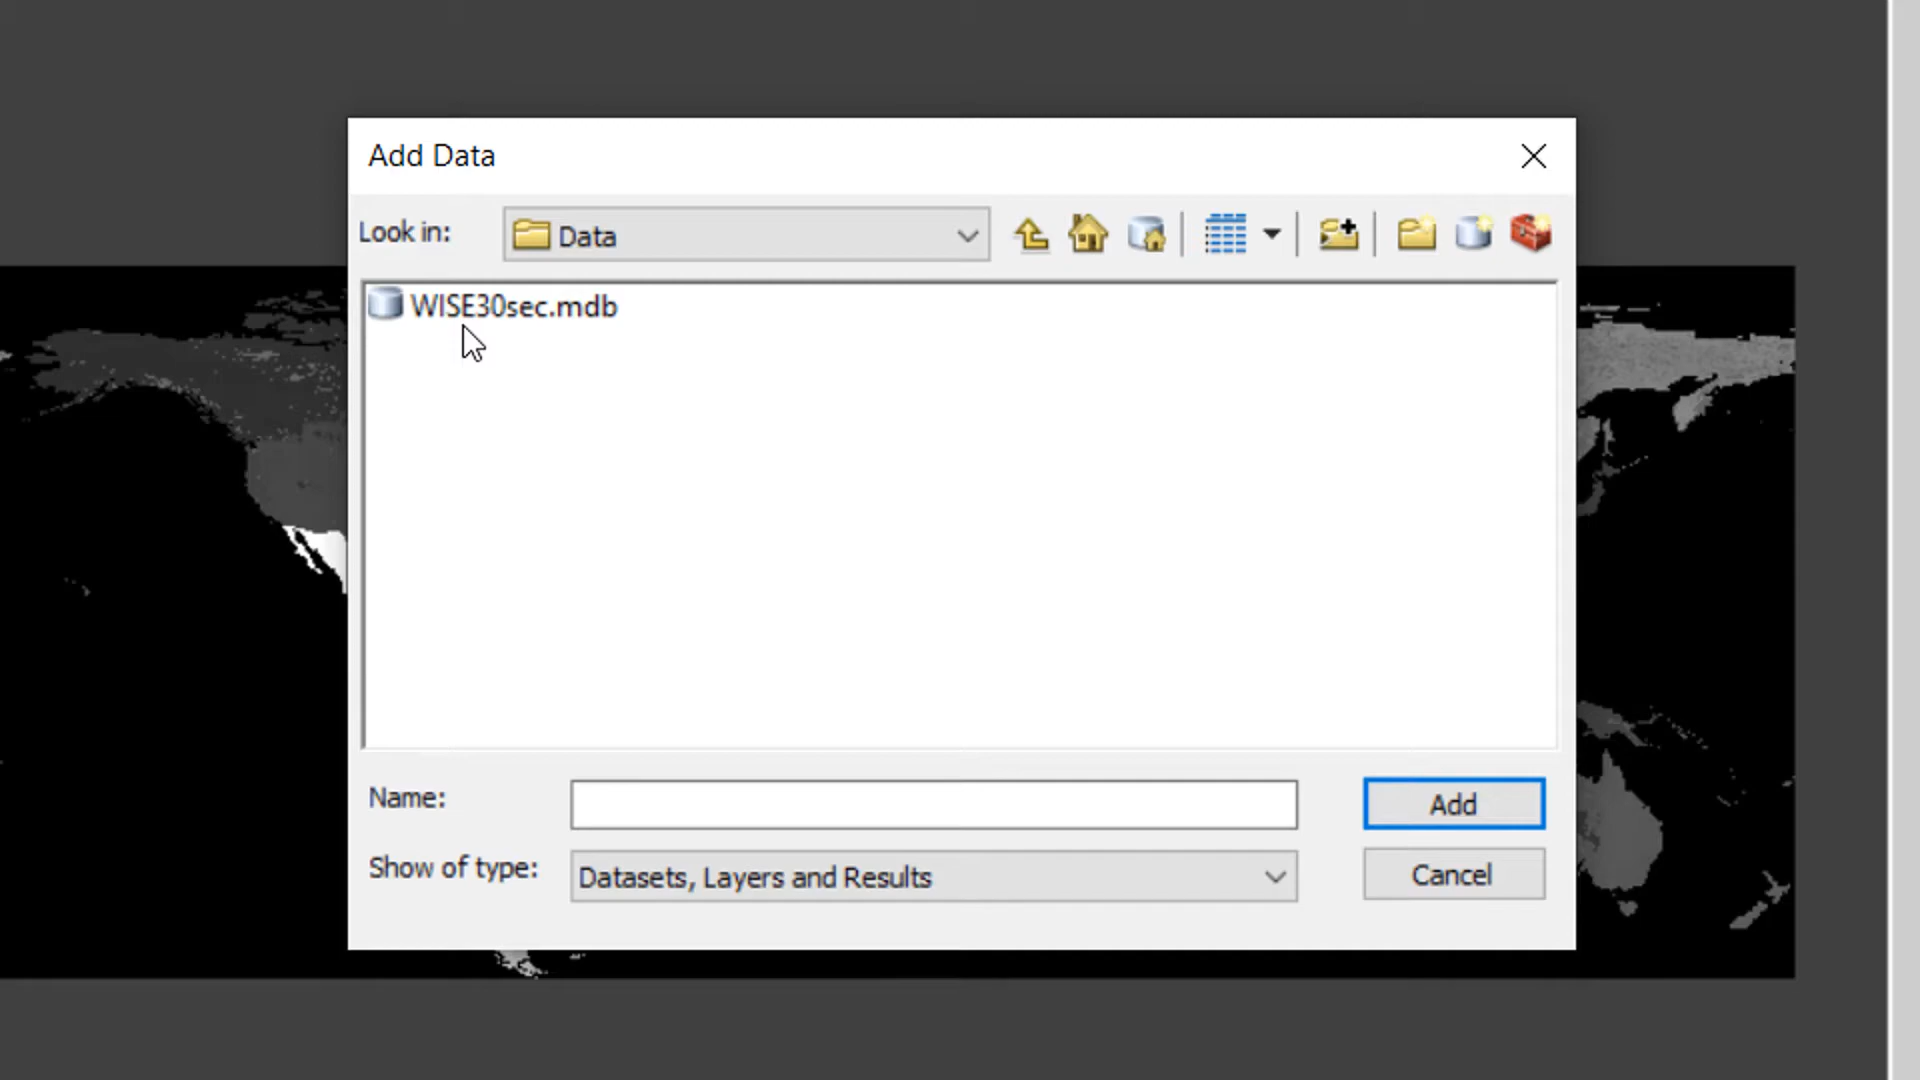 Add Data
Look in: Data
WISE30sec.mdb
Name: Add
Show of type: Datasets, Layers and Results Cancel